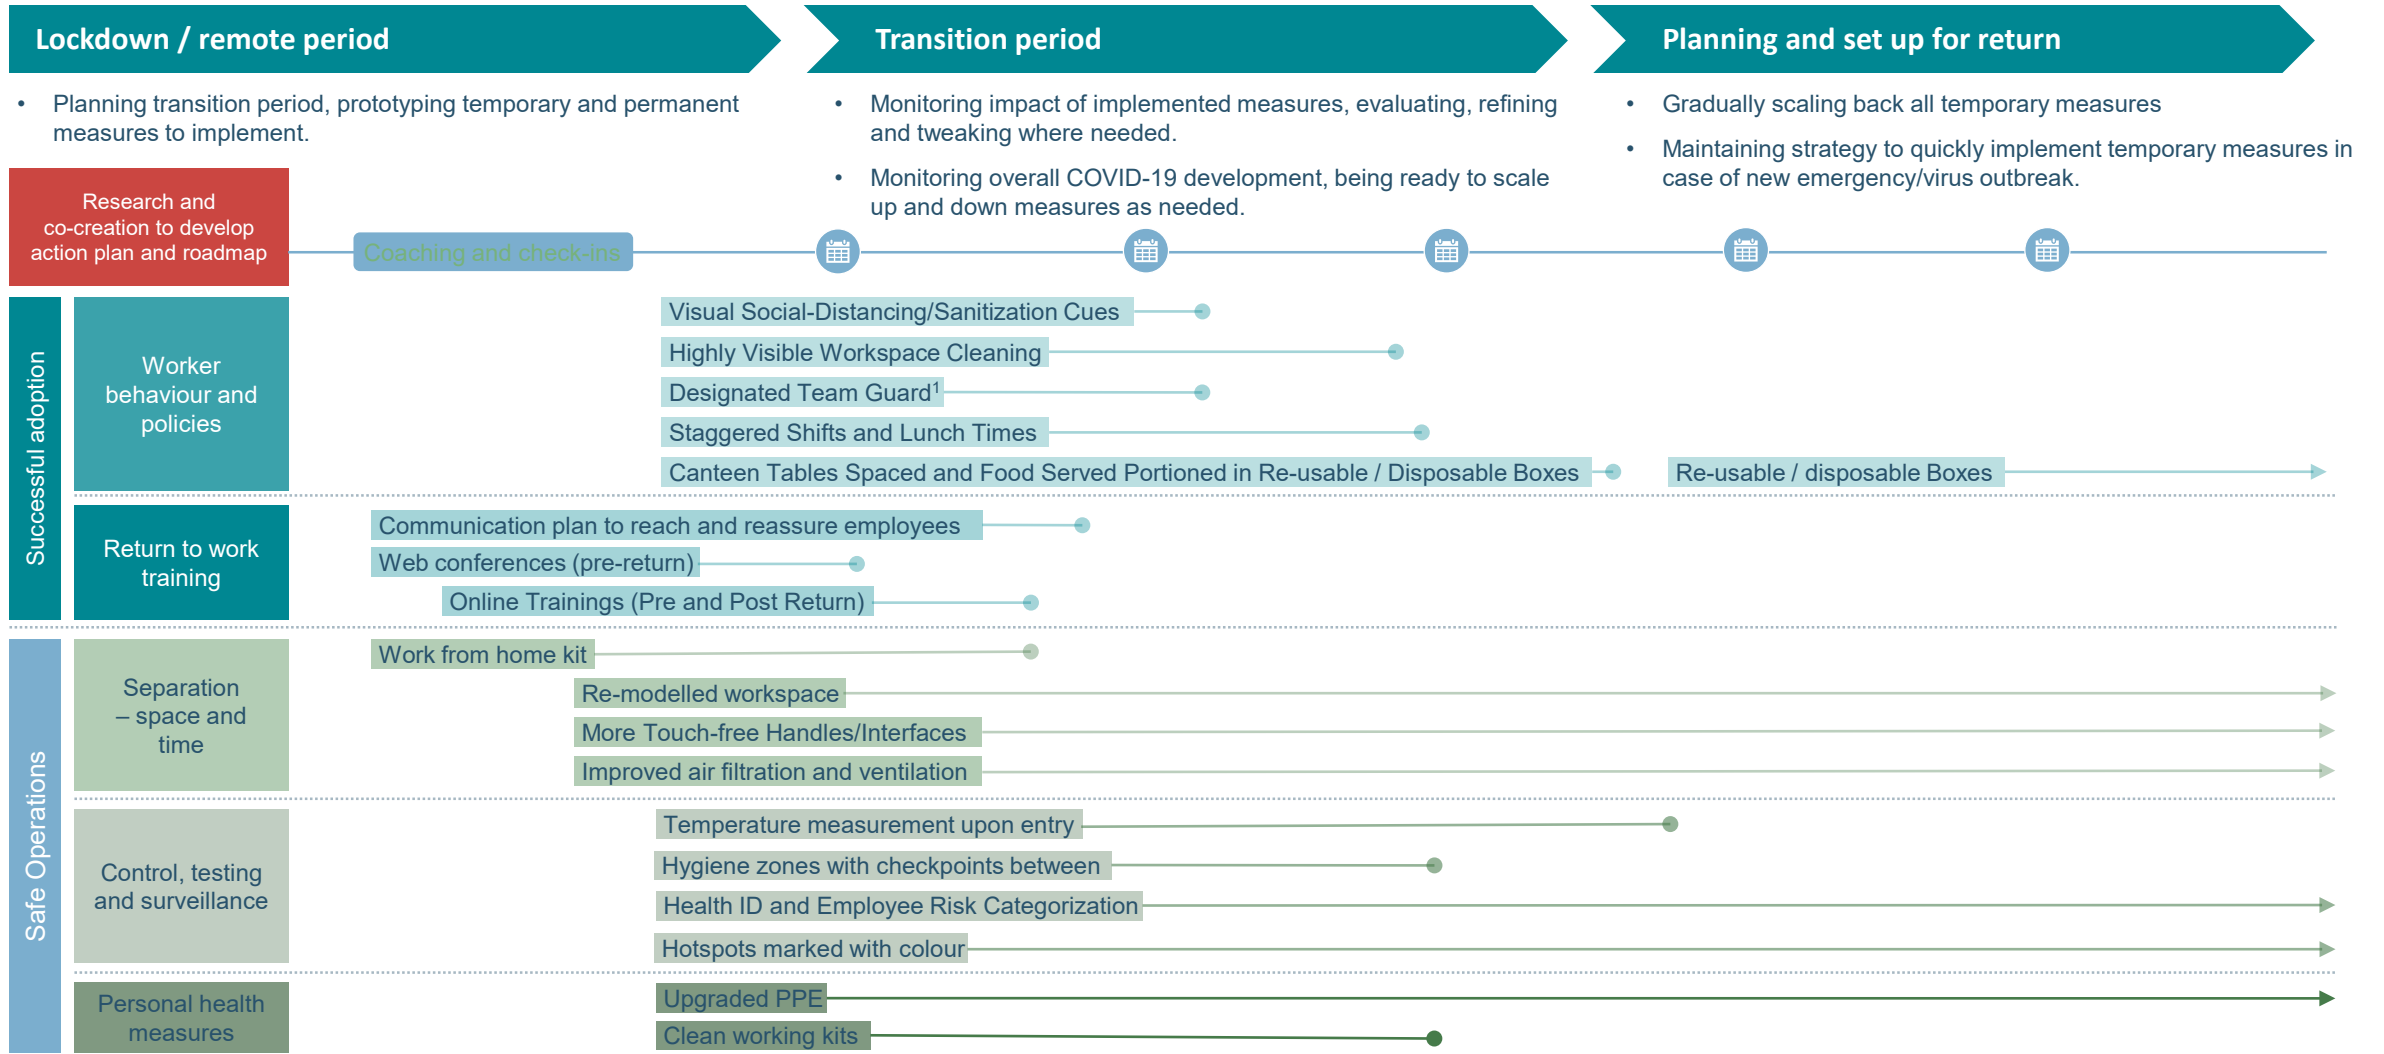 Lockdown / remote period
Transition period
Planning and set up for return
• Planning transition period, prototyping temporary and permanent
measures to implement.
• Monitoring impact of implemented measures, evaluating, refining
and tweaking where needed.
• Monitoring overall COVID-19 development, being ready to scale
up and down measures as needed.
• Gradually scaling back all temporary measures
• Maintaining strategy to quickly implement temporary measures in
case of new emergency/virus outbreak.
Research and
co-creation to develop
action plan and roadmap
Coaching and check-ins
Successful adoption
Worker
behaviour and
policies
Visual Social-Distancing/Sanitization Cues
Highly Visible Workspace Cleaning
Designated Team Guard¹
Staggered Shifts and Lunch Times
Canteen Tables Spaced and Food Served Portioned in Re-usable / Disposable Boxes
Re-usable / disposable Boxes
Return to work
training
Communication plan to reach and reassure employees
Web conferences (pre-return)
Online Trainings (Pre and Post Return)
Safe Operations
Separation
– space and
time
Work from home kit
Re-modelled workspace
More Touch-free Handles/Interfaces
Improved air filtration and ventilation
Control, testing
and surveillance
Temperature measurement upon entry
Hygiene zones with checkpoints between
Health ID and Employee Risk Categorization
Hotspots marked with colour
Personal health
measures
Upgraded PPE
Clean working kits